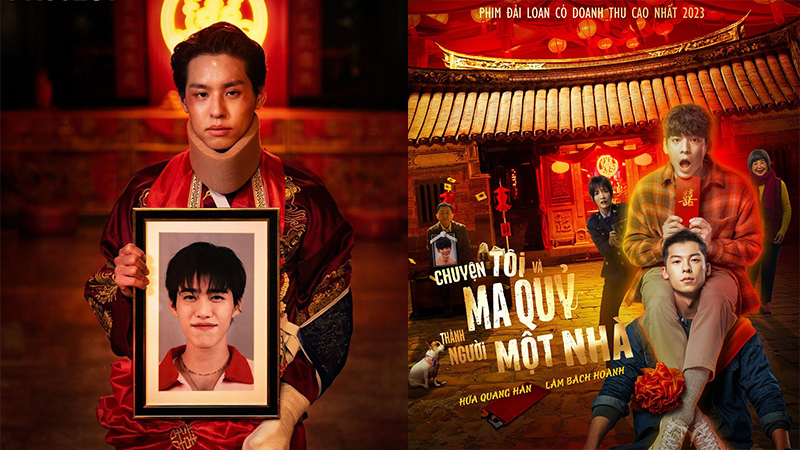 PHIM ĐÀI LOAN CÓ DOANH THU CAO NHẤT 2023
囍
CHUYỆN TÔI VÀ
MA QUỶ
THÀNH NGƯỜI MỘT NHÀ
HỨA QUANG HÁN LÂM BÁCH HOÀNH